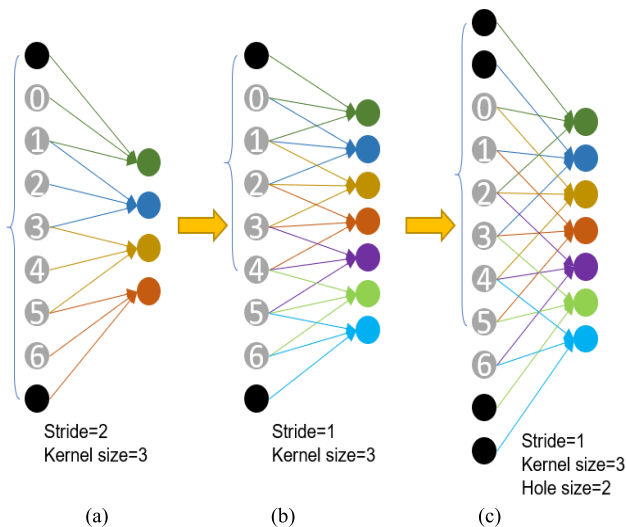 0
1
2
3
4
5
6
Stride=2
Kernel size=3
(a)
0
1
2
3
4
5
6
Stride=1
Kernel size=3
(b)
0
1
2
3
4
5
6
Stride=1
Kernel size=3
Hole size=2
(c)